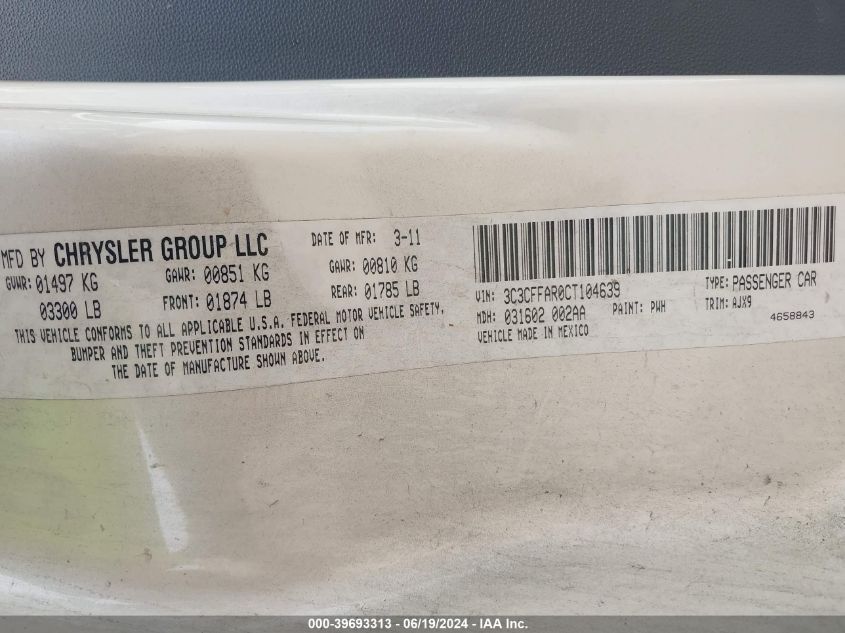 MFD BY CHRYSLER GROUP LLC DATE OF MFR: 3-11
GVWR: 01497 KG GAWR: 00851 KG GAWR: 00810 KG
03300 LB FRONT: 01874 LB REAR: 01785 LB
THIS VEHICLE CONFORMS TO ALL APPLICABLE U.S.A. FEDERAL MOTOR VEHICLE SAFETY,
BUMPER AND THEFT PREVENTION STANDARDS IN EFFECT ON
THE DATE OF MANUFACTURE SHOWN ABOVE.
VIN: 3C3CFFAR0CT104639 TYPE: PASSENGER CAR
MDH: 031602 002AA PAINT: PWH TRIM: AJX9
VEHICLE MADE IN MEXICO 4658843
000-39693313 - 06/19/2024 - IAA Inc.